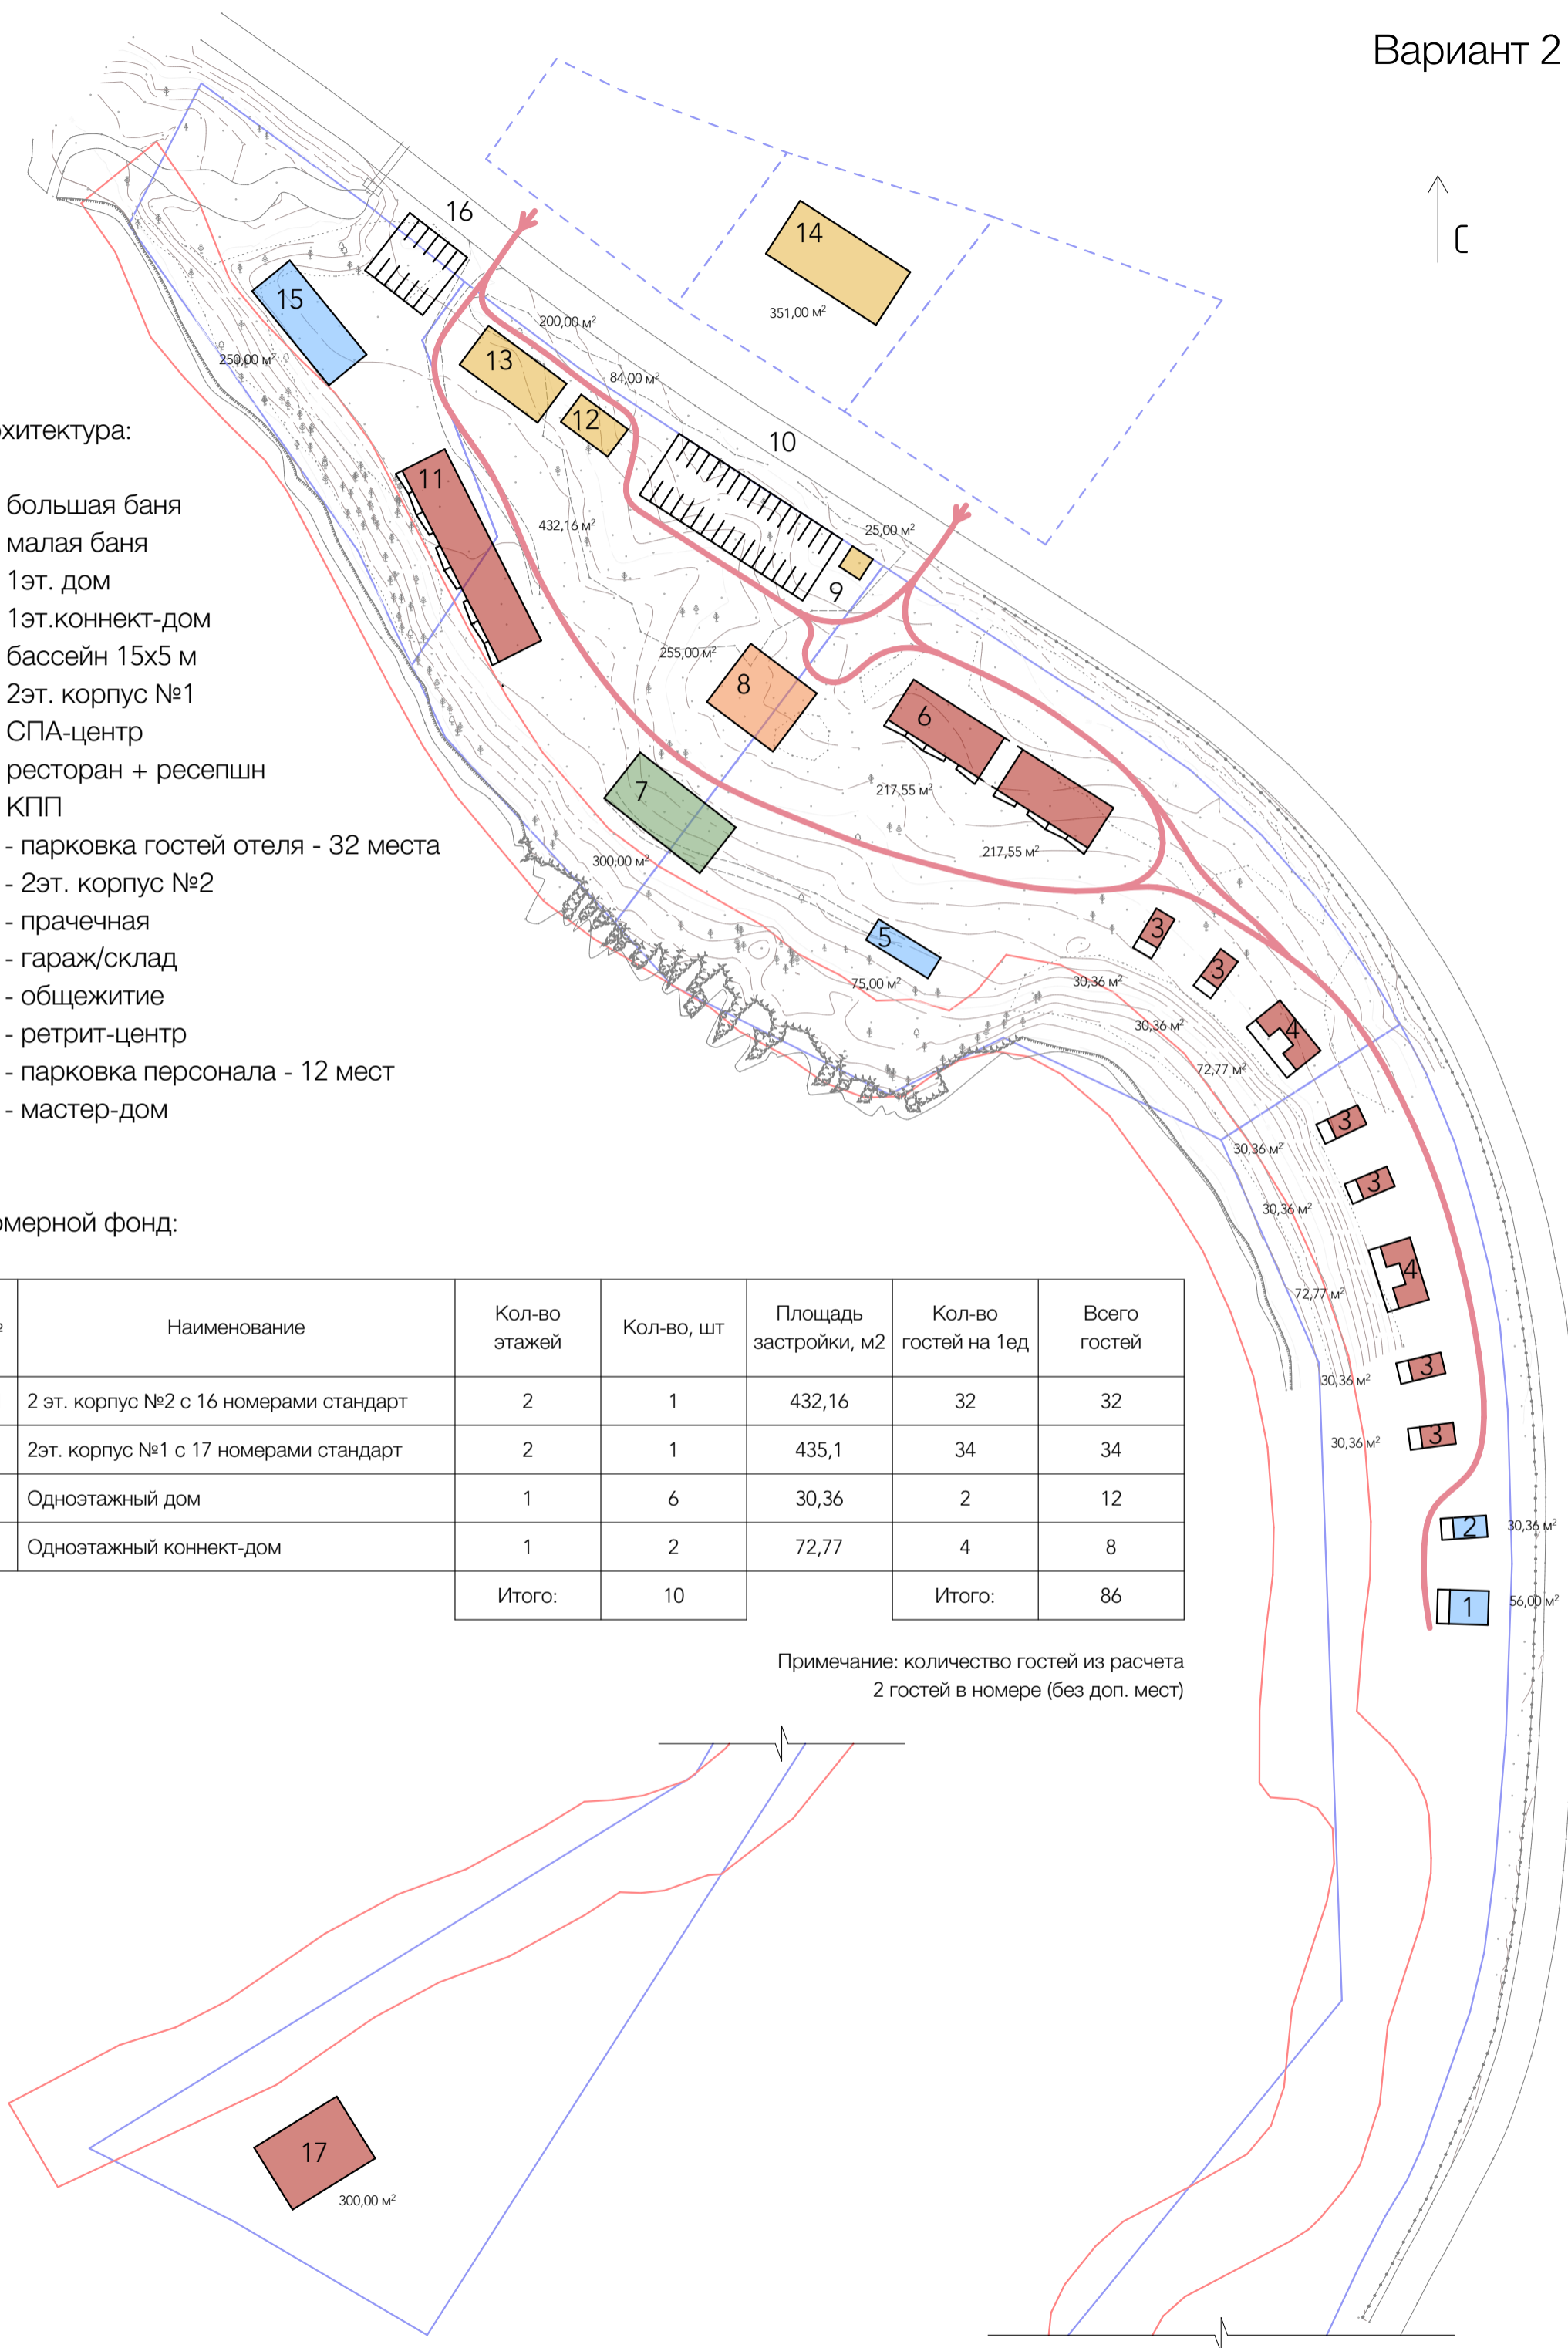 Вариант 2
С
16
14
351,00 м²
15
250,00 м²
200,00 м²
13
84,00 м²
12
10
11
432,16 м²
25,00 м²
9
255,00 м²
8
6
217,55 м²
217,55 м²
7
300,00 м²
5
75,00 м²
3
30,36 м²
3
30,36 м²
4
72,77 м²
3
30,36 м²
3
30,36 м²
4
72,77 м²
3
30,36 м²
3
30,36 м²
2
30,36 м²
1
56,00 м²
хитектура:
большая баня
малая баня
1эт. дом
1эт.коннект-дом
бассейн 15х5 м
2эт. корпус №1
СПА-центр
ресторан + ресепшн
КПП
- парковка гостей отеля - 32 места
- 2эт. корпус №2
- прачечная
- гараж/склад
- общежитие
- ретрит-центр
- парковка персонала - 12 мест
- мастер-дом
омерной фонд:
Наименование Кол-во этажей Кол-во, шт Площадь застройки, м2 Кол-во гостей на 1ед Всего гостей
2 эт. корпус №2 с 16 номерами стандарт 2 1 432,16 32 32
2эт. корпус №1 с 17 номерами стандарт 2 1 435,1 34 34
Одноэтажный дом 1 6 30,36 2 12
Одноэтажный коннект-дом 1 2 72,77 4 8
Итого: 10 Итого: 86
Примечание: количество гостей из расчета
2 гостей в номере (без доп. мест)
17
300,00 м²